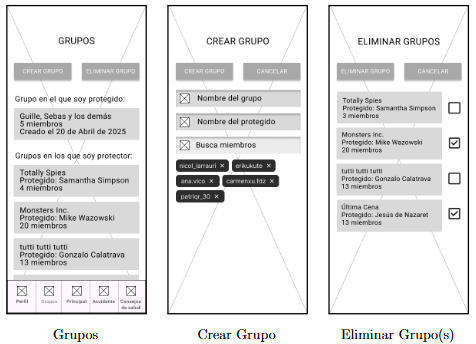 GRUPOS
CREAR GRUPO
ELIMINAR GRUPO
Grupo en el que soy protegido:
Guille, Sebas y los demás
5 miembros
Creado el 20 de Abril de 2025
Grupos en los que soy protector:
Totally Spies
Protegido: Samantha Simpson
4 miembros
Monsters Inc.
Protegido: Mike Wazowski
20 miembros
tutti tutti tutti
Protegido: Gonzalo Calatrava
13 miembros
Perfil
Grupos
Principal
Accidente
Consejos
de salud
Grupos
CREAR GRUPO
CREAR GRUPO
CANCELAR
Nombre del grupo
Nombre del protegido
Busca miembros
nicol_larrauri ×
erikukuto ×
ana.vico ×
carmensu.fdz ×
patriqr_30 ×
Crear Grupo
ELIMINAR GRUPOS
ELIMINAR GRUPO
CANCELAR
Totally Spies
Protegido: Samantha Simpson
3 miembros
Monsters Inc.
Protegido: Mike Wazowski
20 miembros
tutti tutti tutti
Protegido: Gonzalo Calatrava
13 miembros
Última Cena
Protegido: Jesús de Nazaret
13 miembros
Eliminar Grupo(s)